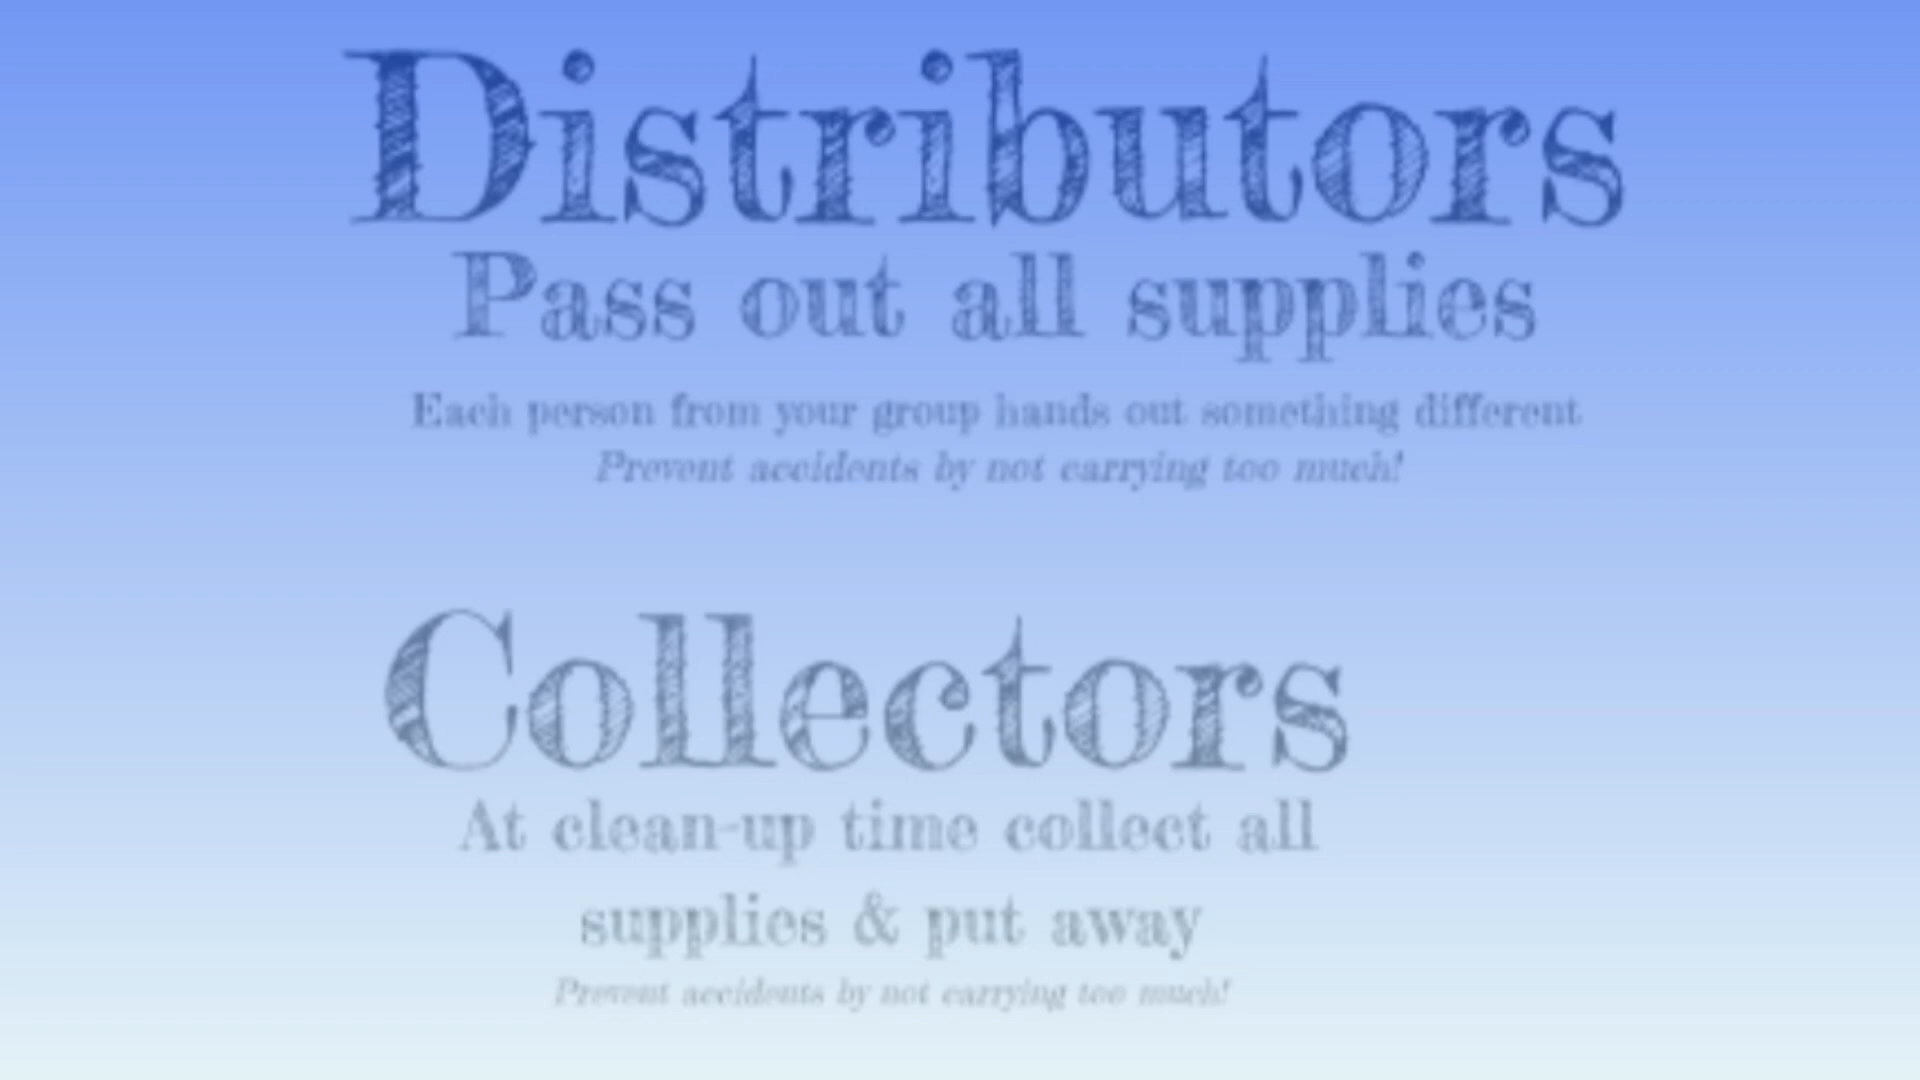 Distributors
Pass out all supplies
Each person from your group hands out something different
Prevent accidents by not carrying too much!
Collectors
At clean-up time collect all
supplies & put away
Prevent accidents by not carrying too much!